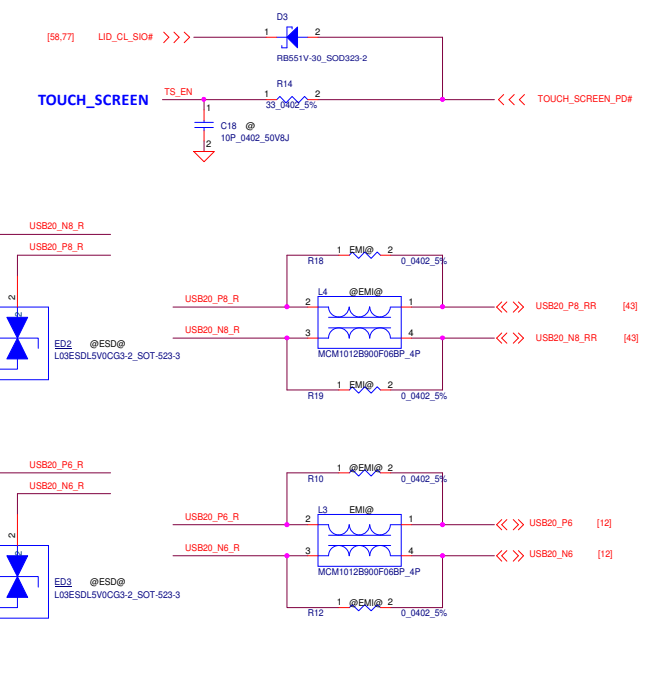 D3
[58,77] LID_CL_SIO# 1 2
RB551V-30_SOD323-2
R14
TOUCH_SCREEN TS_EN 1 2 TOUCH_SCREEN_PD#
33_0402_5%
1
C18 @
10P_0402_50V8J
2
USB20_N8_R
USB20_P8_R
1 EMI@ 2
R18 0_0402_5%
L4 @EMI@
USB20_P8_R 2 1 USB20_P8_RR [43]
USB20_N8_R 3 4 USB20_N8_RR [43]
MCM1012B900F06BP_4P
2
2
ED2 @ESD@
L03ESDL5V0CG3-2_SOT-523-3
1 EMI@ 2
R19 0_0402_5%
USB20_P6_R
USB20_N6_R
1 @EMI@ 2
R10 0_0402_5%
L3 EMI@
USB20_P6_R 2 1 USB20_P6 [12]
USB20_N6_R 3 4 USB20_N6 [12]
MCM1012B900F06BP_4P
2
2
ED3 @ESD@
L03ESDL5V0CG3-2_SOT-523-3
1 @EMI@ 2
R12 0_0402_5%